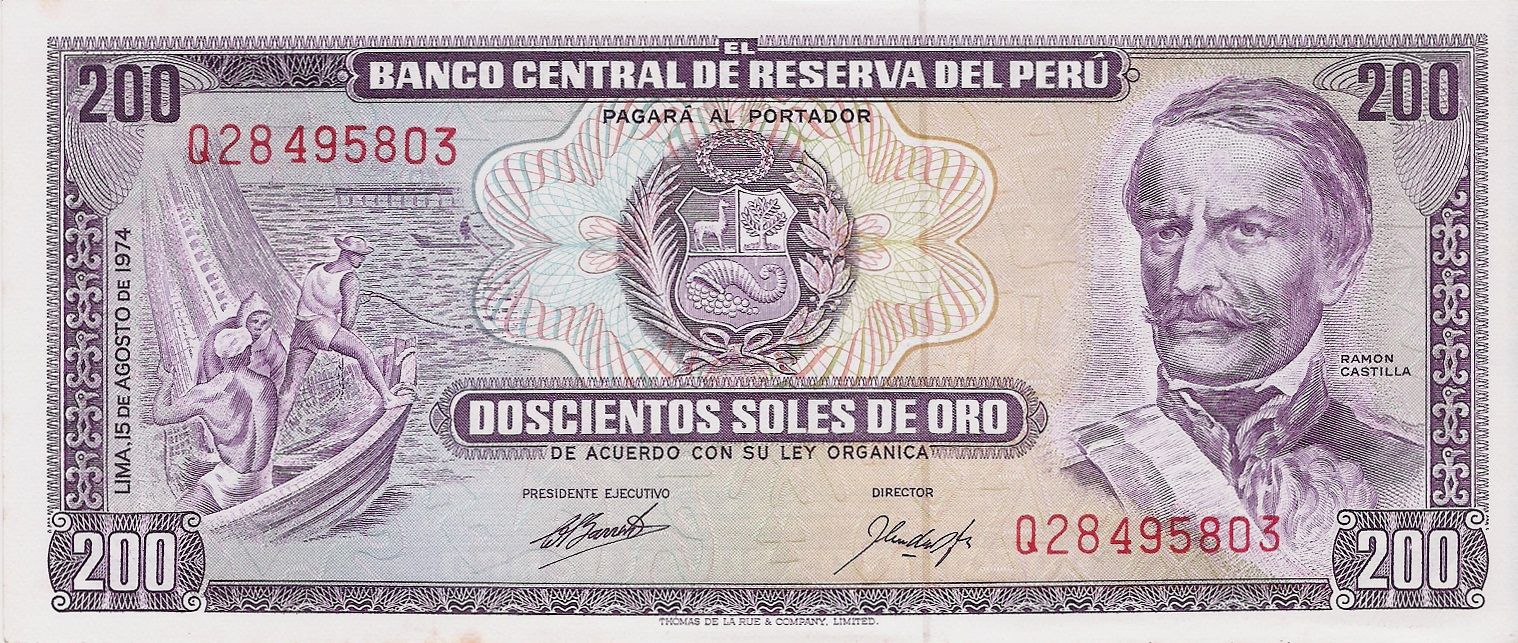 EL
BANCO CENTRAL DE RESERVA DEL PERÚ
200
200
PAGARÁ AL PORTADOR
Q28495803
LIMA, 15 DE AGOSTO DE 1974
RAMON
CASTILLA
DOSCIENTOS SOLES DE ORO
DE ACUERDO CON SU LEY ORGANICA
PRESIDENTE EJECUTIVO
DIRECTOR
Q28495803
200
200
THOMAS DE LA RUE & COMPANY, LIMITED.